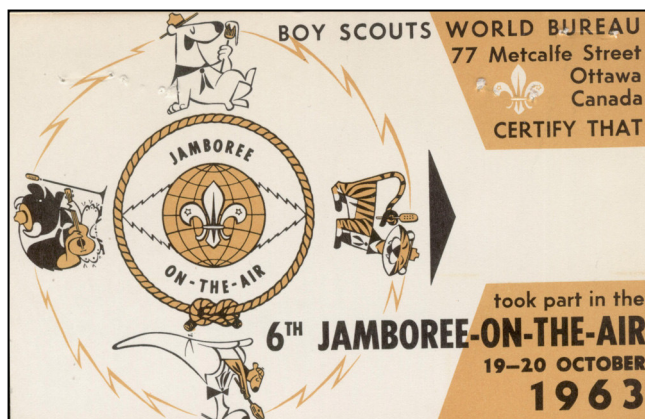 BOY SCOUTS WORLD BUREAU
77 Metcalfe Street
Ottawa
Canada
CERTIFY THAT
JAMBOREE
ON-THE-AIR
took part in the
6TH JAMBOREE-ON-THE-AIR
19–20 OCTOBER
1963